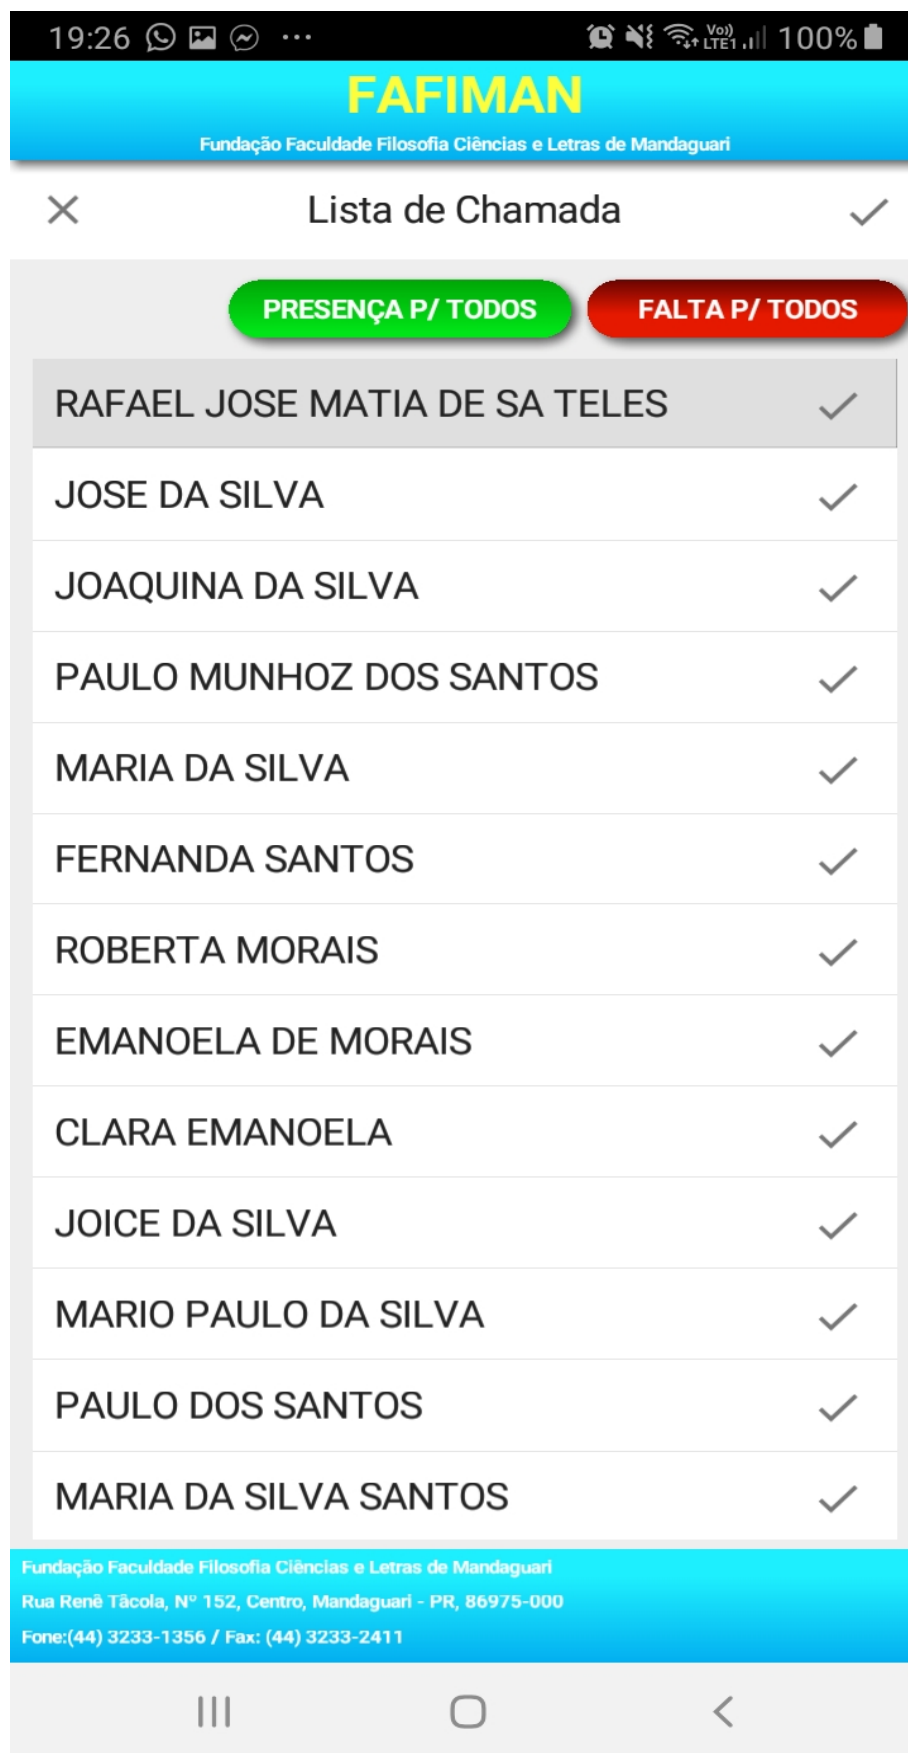 19:26 100%
Vo)) LTE1
FAFIMAN
Fundação Faculdade Filosofia Ciências e Letras de Mandaguari
Lista de Chamada
PRESENÇA P/ TODOS FALTA P/ TODOS
RAFAEL JOSE MATIA DE SA TELES
JOSE DA SILVA
JOAQUINA DA SILVA
PAULO MUNHOZ DOS SANTOS
MARIA DA SILVA
FERNANDA SANTOS
ROBERTA MORAIS
EMANOELA DE MORAIS
CLARA EMANOELA
JOICE DA SILVA
MARIO PAULO DA SILVA
PAULO DOS SANTOS
MARIA DA SILVA SANTOS
Fundação Faculdade Filosofia Ciências e Letras de Mandaguari
Rua Renê Tácola, Nº 152, Centro, Mandaguari - PR, 86975-000
Fone:(44) 3233-1356 / Fax: (44) 3233-2411